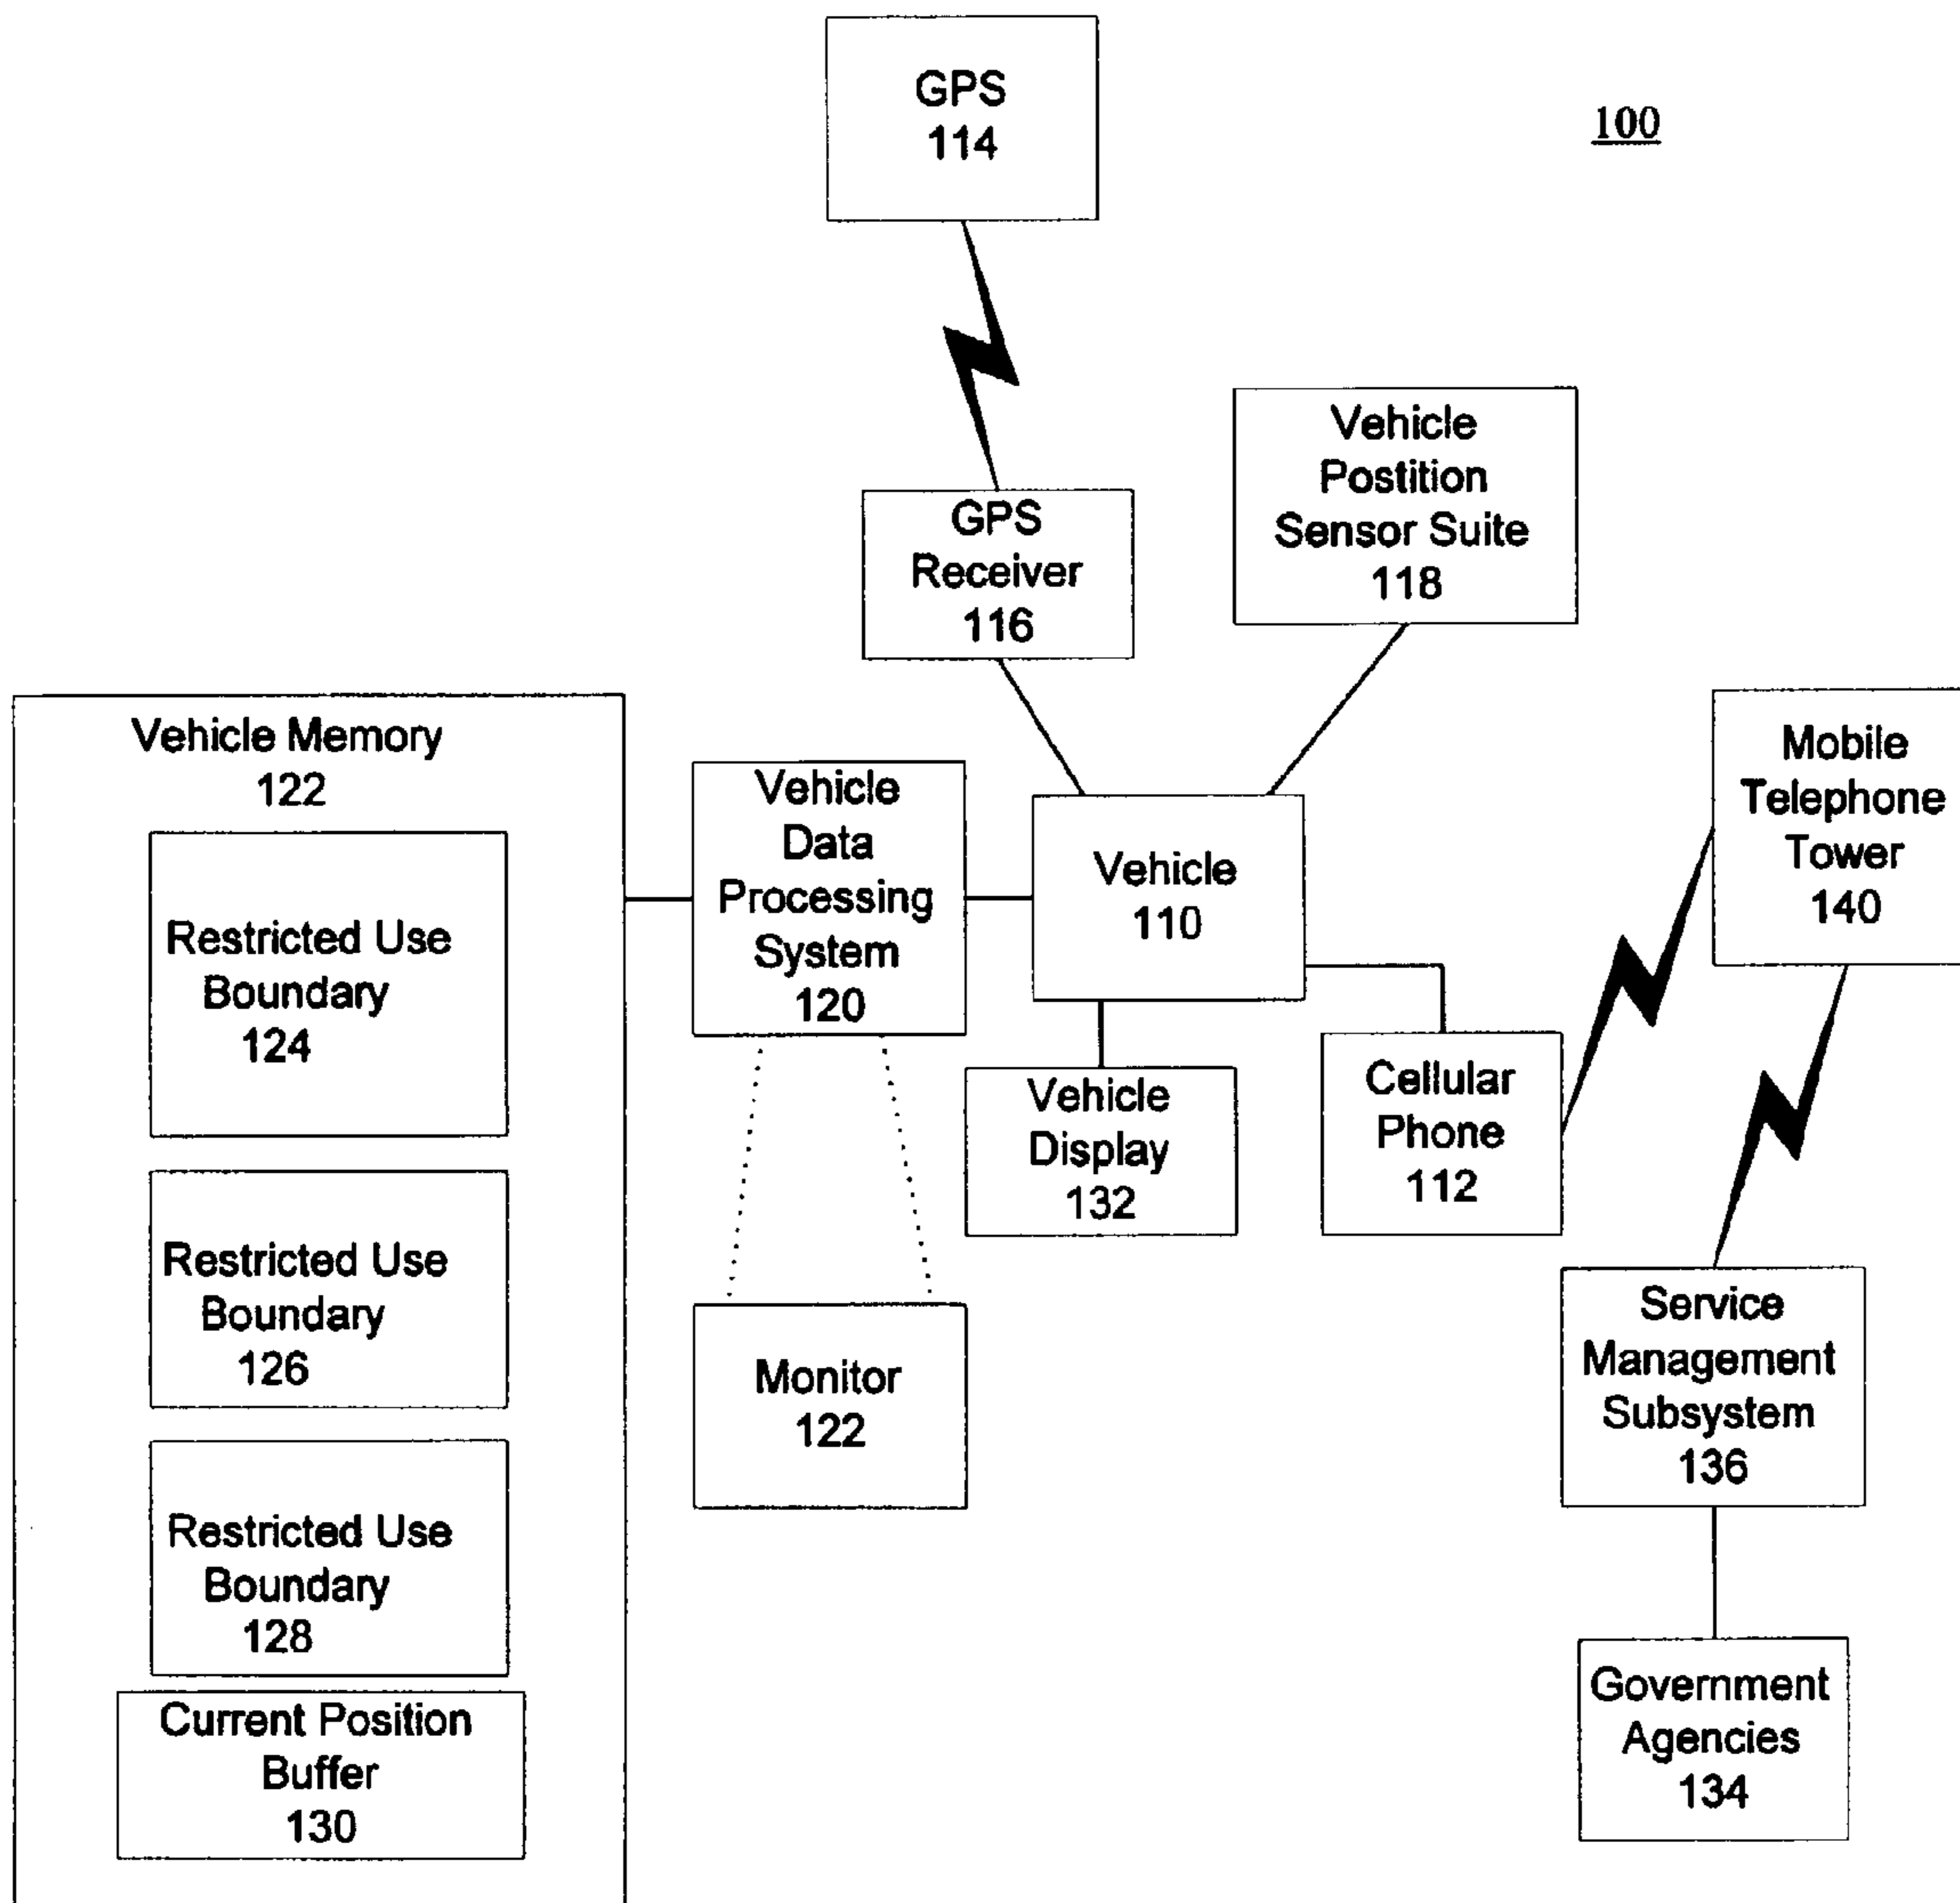 GPS
114
100
Vehicle
Postition
Sensor Suite
118
GPS
Receiver
116
Vehicle Memory
122
Restricted Use
Boundary
124
Restricted Use
Boundary
126
Restricted Use
Boundary
128
Current Position
Buffer
130
Vehicle
Data
Processing
System
120
Monitor
122
Vehicle
110
Vehicle
Display
132
Cellular
Phone
112
Mobile
Telephone
Tower
140
Service
Management
Subsystem
136
Government
Agencies
134